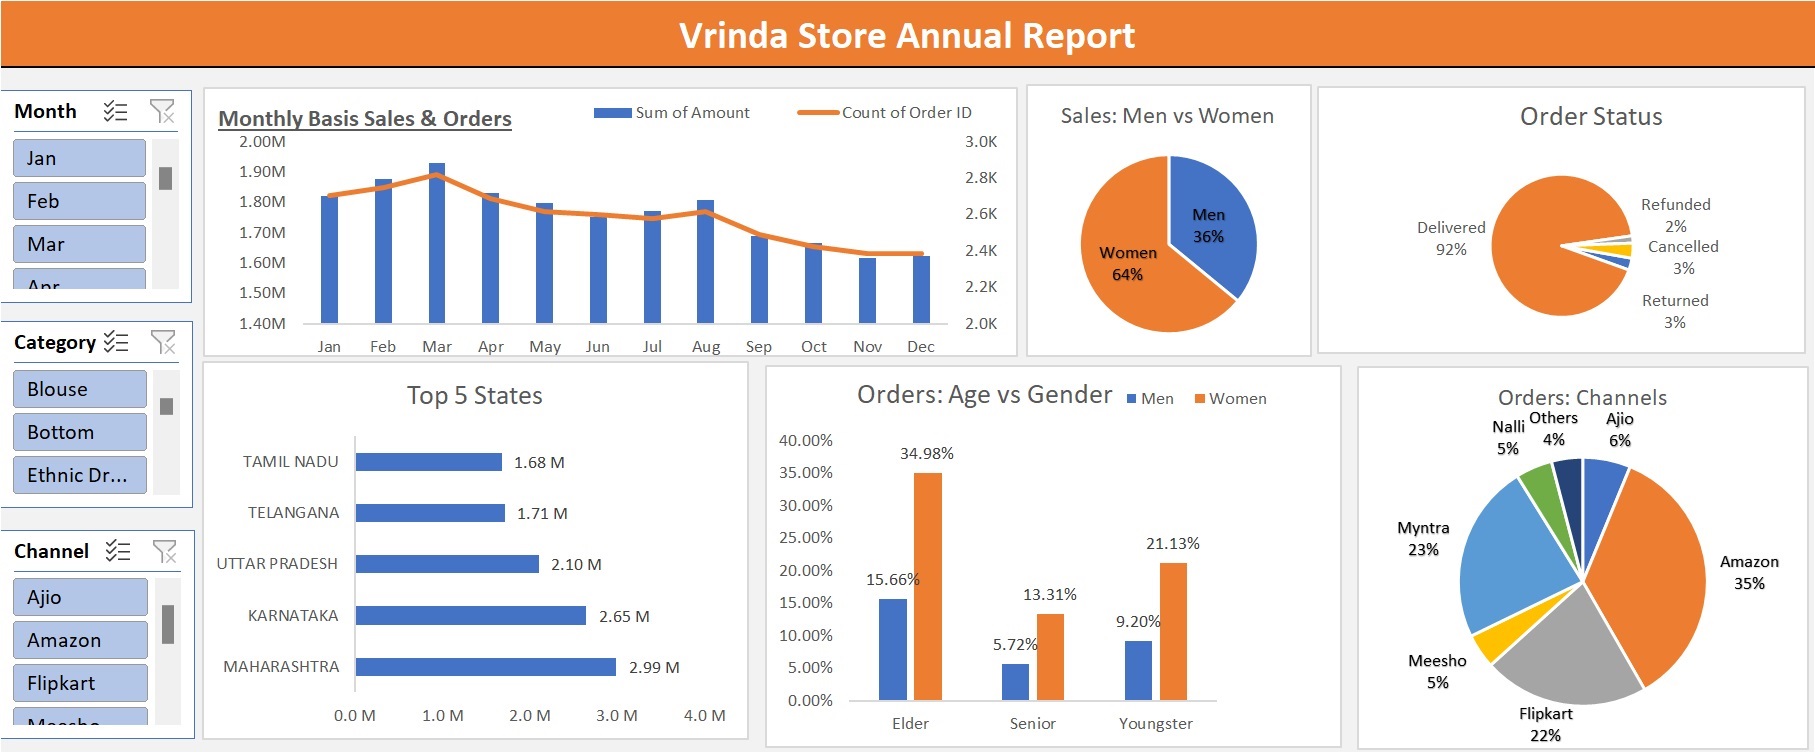 Vrinda Store Annual Report
Month
Jan
Feb
Mar
Apr
Category
Blouse
Bottom
Ethnic Dr...
Channel
Ajio
Amazon
Flipkart
Meesho
Monthly Basis Sales & Orders
Sum of Amount
Count of Order ID
2.00M
1.90M
1.80M
1.70M
1.60M
1.50M
1.40M
3.0K
2.8K
2.6K
2.4K
2.2K
2.0K
Jan Feb Mar Apr May Jun Jul Aug Sep Oct Nov Dec
Sales: Men vs Women
Men
36%
Women
64%
Order Status
Delivered
92%
Refunded
2%
Cancelled
3%
Returned
3%
Top 5 States
TAMIL NADU 1.68 M
TELANGANA 1.71 M
UTTAR PRADESH 2.10 M
KARNATAKA 2.65 M
MAHARASHTRA 2.99 M
0.0 M 1.0 M 2.0 M 3.0 M 4.0 M
Orders: Age vs Gender
Men Women
40.00%
35.00%
30.00%
25.00%
20.00%
15.00%
10.00%
5.00%
0.00%
15.66%
34.98%
5.72%
13.31%
9.20%
21.13%
Elder Senior Youngster
Orders: Channels
Nalli
5%
Others
4%
Ajio
6%
Myntra
23%
Amazon
35%
Meesho
5%
Flipkart
22%